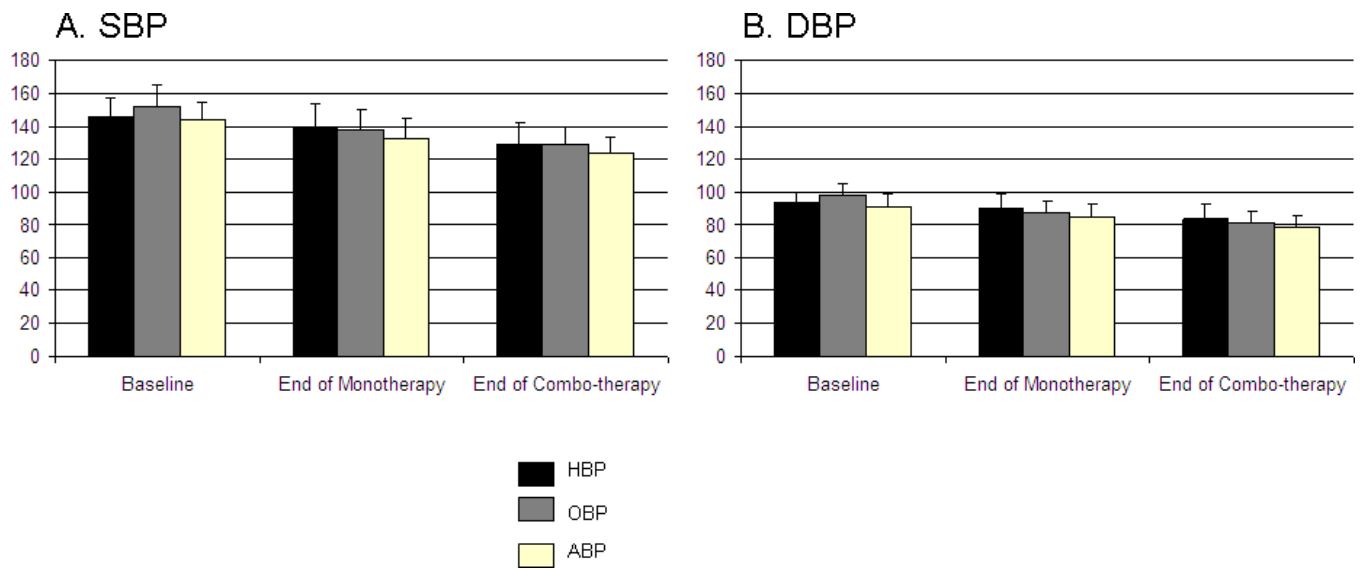 A. SBP
180
160
140
120
100
80
60
40
20
0
Baseline
End of Monotherapy
End of Combo-therapy
B. DBP
180
160
140
120
100
80
60
40
20
0
Baseline
End of Monotherapy
End of Combo-therapy
HBP
OBP
ABP